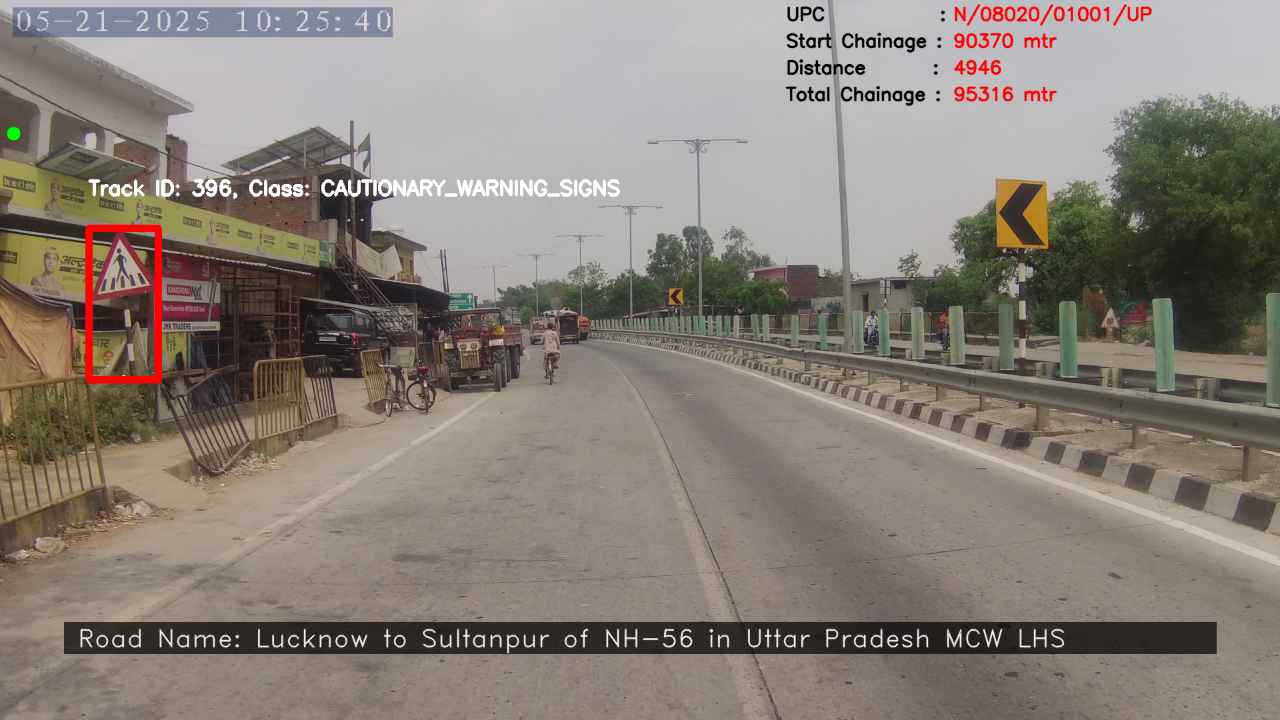 05-21-2025 10:25:40
UPC : N/08020/01001/UP
Start Chainage : 90370 mtr
Distance : 4946
Total Chainage : 95316 mtr
Track ID: 396, Class: CAUTIONARY_WARNING_SIGNS
Road Name: Lucknow to Sultanpur of NH-56 in Uttar Pradesh MCW LHS